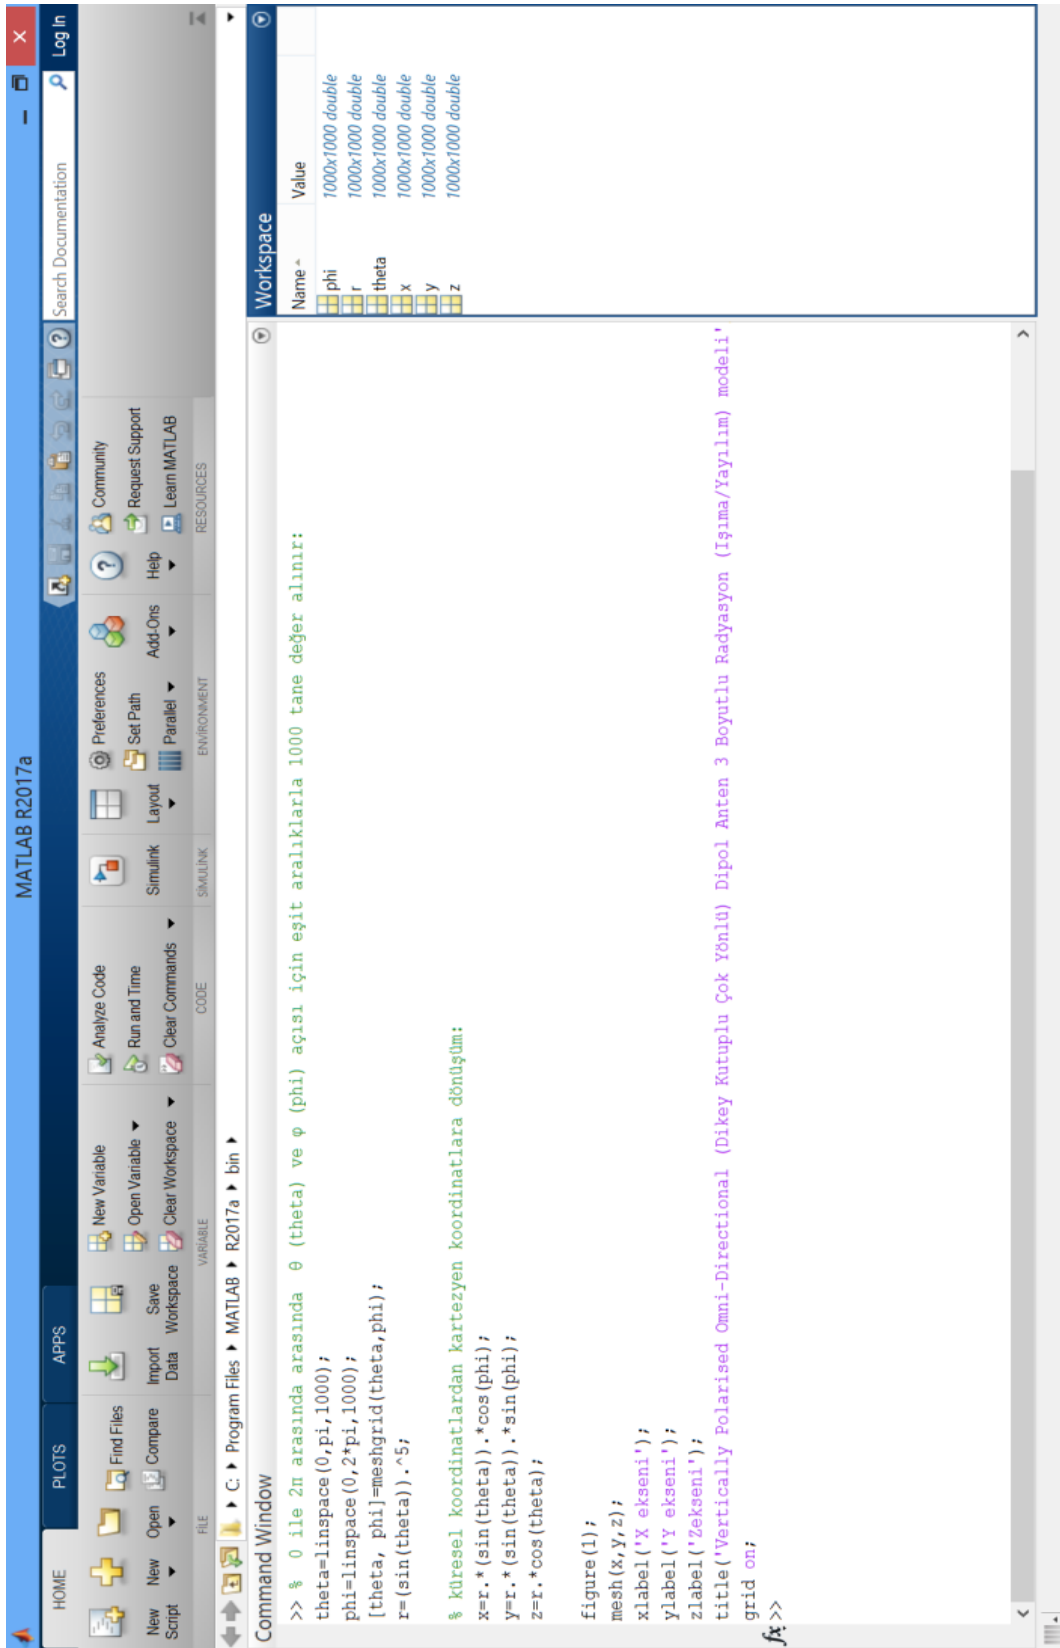 MATLAB R2017a
HOME
PLOTS
APPS
Search Documentation
Log In
New Script
New
Open
Find Files
Compare
FILE
Import Data
Save Workspace
New Variable
Open Variable
Clear Workspace
VARİABLE
Analyze Code
Run and Time
Clear Commands
CODE
Simulink
SİMULİNK
Layout
Preferences
Set Path
Parallel
Add-Ons
ENVİRONMENT
Help
Community
Request Support
Learn MATLAB
RESOURCES
C: Program Files MATLAB R2017a bin
Command Window
>> % 0 ile 2π arasında arasında θ (theta) ve φ (phi) açısı için eşit aralıklarla 1000 tane değer alınır:
theta=linspace(0,pi,1000);
phi=linspace(0,2*pi,1000);
[theta, phi]=meshgrid(theta,phi);
r=(sin(theta)).^5;
% küresel koordinatlardan kartezyen koordinatlara dönüşüm:
x=r.*(sin(theta)).*cos(phi);
y=r.*(sin(theta)).*sin(phi);
z=r.*cos(theta);
figure(1);
mesh(x,y,z);
xlabel('X ekseni');
ylabel('Y ekseni');
zlabel('Zekseni');
title('Vertically Polarised Omni-Directional (Dikey Kutuplu Çok Yönlü) Dipol Anten 3 Boyutlu Radyasyon (Işıma/Yayılım) modeli'
grid on;
fx >>
Workspace
Name Value
phi 1000x1000 double
r 1000x1000 double
theta 1000x1000 double
x 1000x1000 double
y 1000x1000 double
z 1000x1000 double